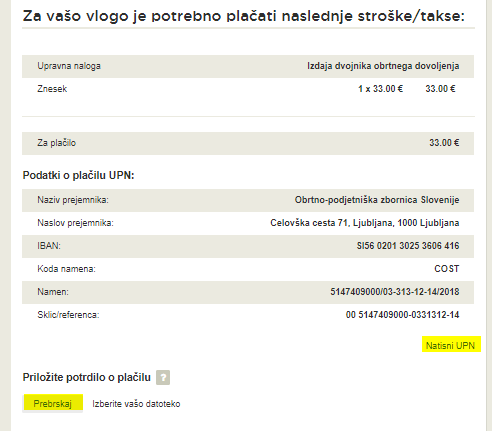 Za vašo vlogo je potrebno plačati naslednje stroške/takse:
Upravna naloga Izdaja dvojnika obrtnega dovoljenja
Znesek 1 x 33.00 € 33.00 €
Za plačilo 33.00 €
Podatki o plačilu UPN:
Naziv prejemnika: Obrtno-podjetniška zbornica Slovenije
Naslov prejemnika: Celovška cesta 71, Ljubljana, 1000 Ljubljana
IBAN: SI56 0201 3025 3606 416
Koda namena: COST
Namen: 5147409000/03-313-12-14/2018
Sklic/referenca: 00 5147409000-0331312-14
Natisni UPN
Priložite potrdilo o plačilu ?
Prebrskaj Izberite vašo datoteko